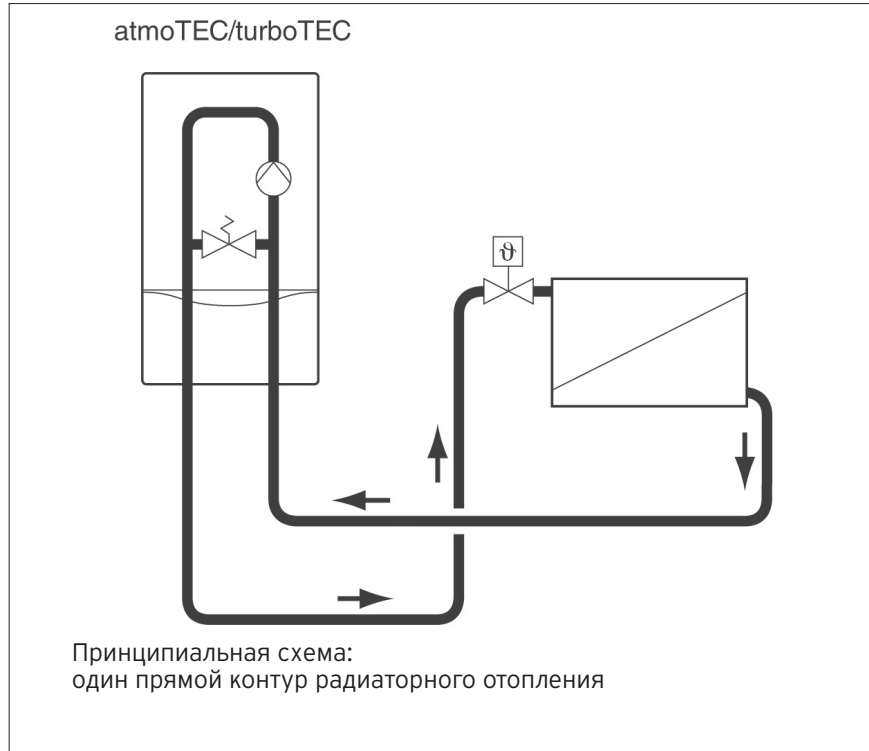 atmoTEC/turboTEC
ϑ
Принципиальная схема:
один прямой контур радиаторного отопления